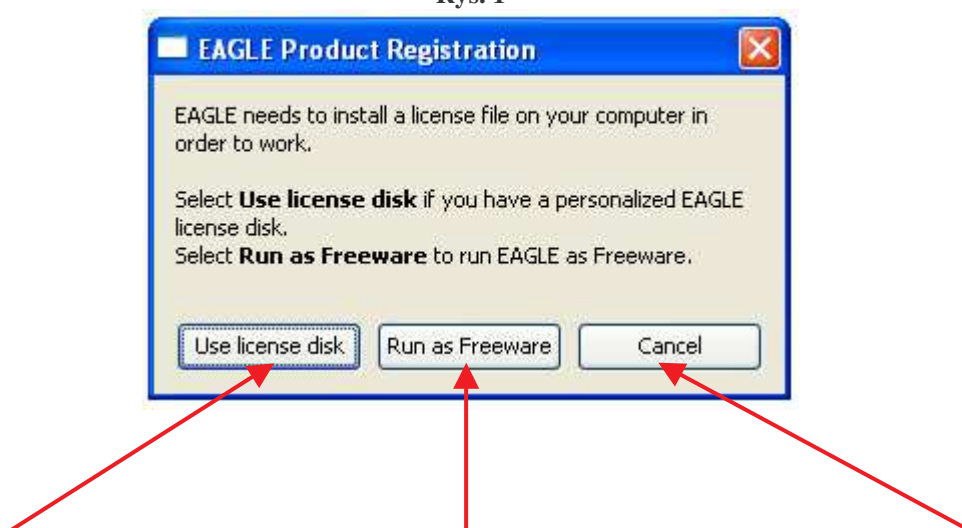 EAGLE Product Registration
EAGLE needs to install a license file on your computer in
order to work.
Select Use license disk if you have a personalized EAGLE
license disk.
Select Run as Freeware to run EAGLE as Freeware.
Use license disk Run as Freeware Cancel